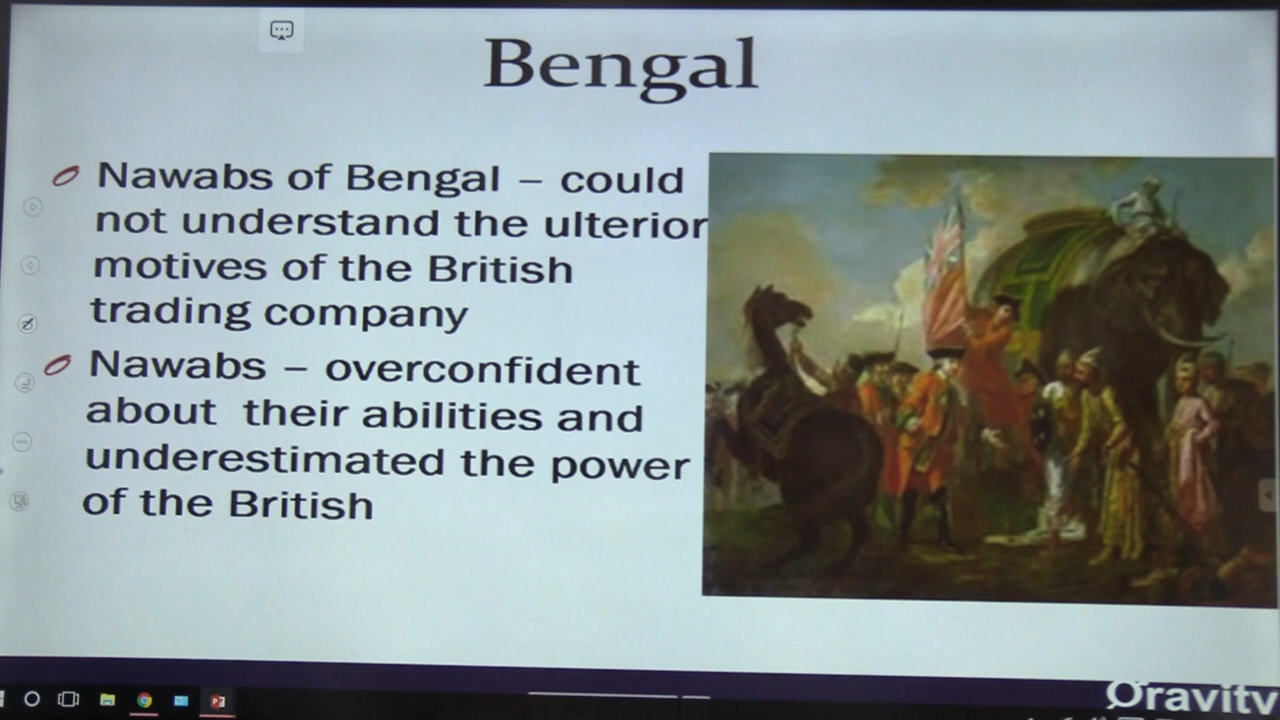 Bengal
Nawabs of Bengal – could
not understand the ulterior
motives of the British
trading company
Nawabs – overconfident
about their abilities and
underestimated the power
of the British